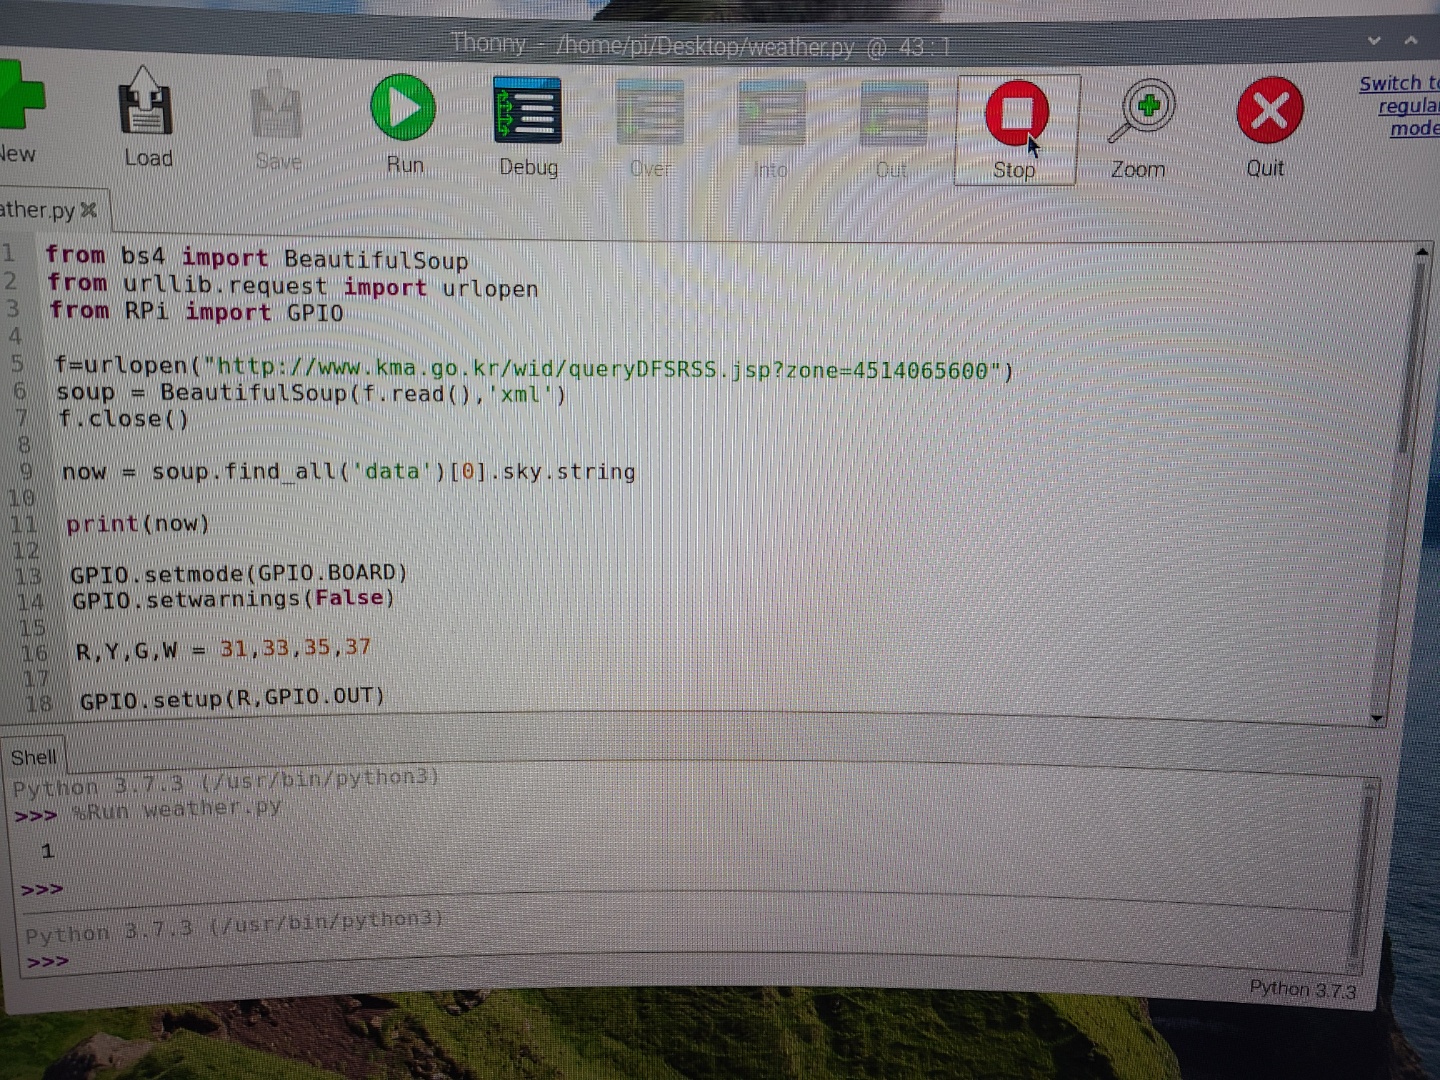 Thonny - /home/pi/Desktop/weather.py @ 43 : 1
New Load Save Run Debug Over Into Out Stop Zoom Quit
Switch to
regular
mode
ather.py
1 from bs4 import BeautifulSoup
2 from urllib.request import urlopen
3 from RPi import GPIO
4
5 f=urlopen("http://www.kma.go.kr/wid/queryDFSRSS.jsp?zone=4514065600")
6 soup = BeautifulSoup(f.read(),'xml')
7 f.close()
8
9 now = soup.find_all('data')[0].sky.string
10
11 print(now)
12
13 GPIO.setmode(GPIO.BOARD)
14 GPIO.setwarnings(False)
15
16 R,Y,G,W = 31,33,35,37
17
18 GPIO.setup(R,GPIO.OUT)
Shell
Python 3.7.3 (/usr/bin/python3)
>>> %Run weather.py
1
>>>
Python 3.7.3 (/usr/bin/python3)
>>>
Python 3.7.3